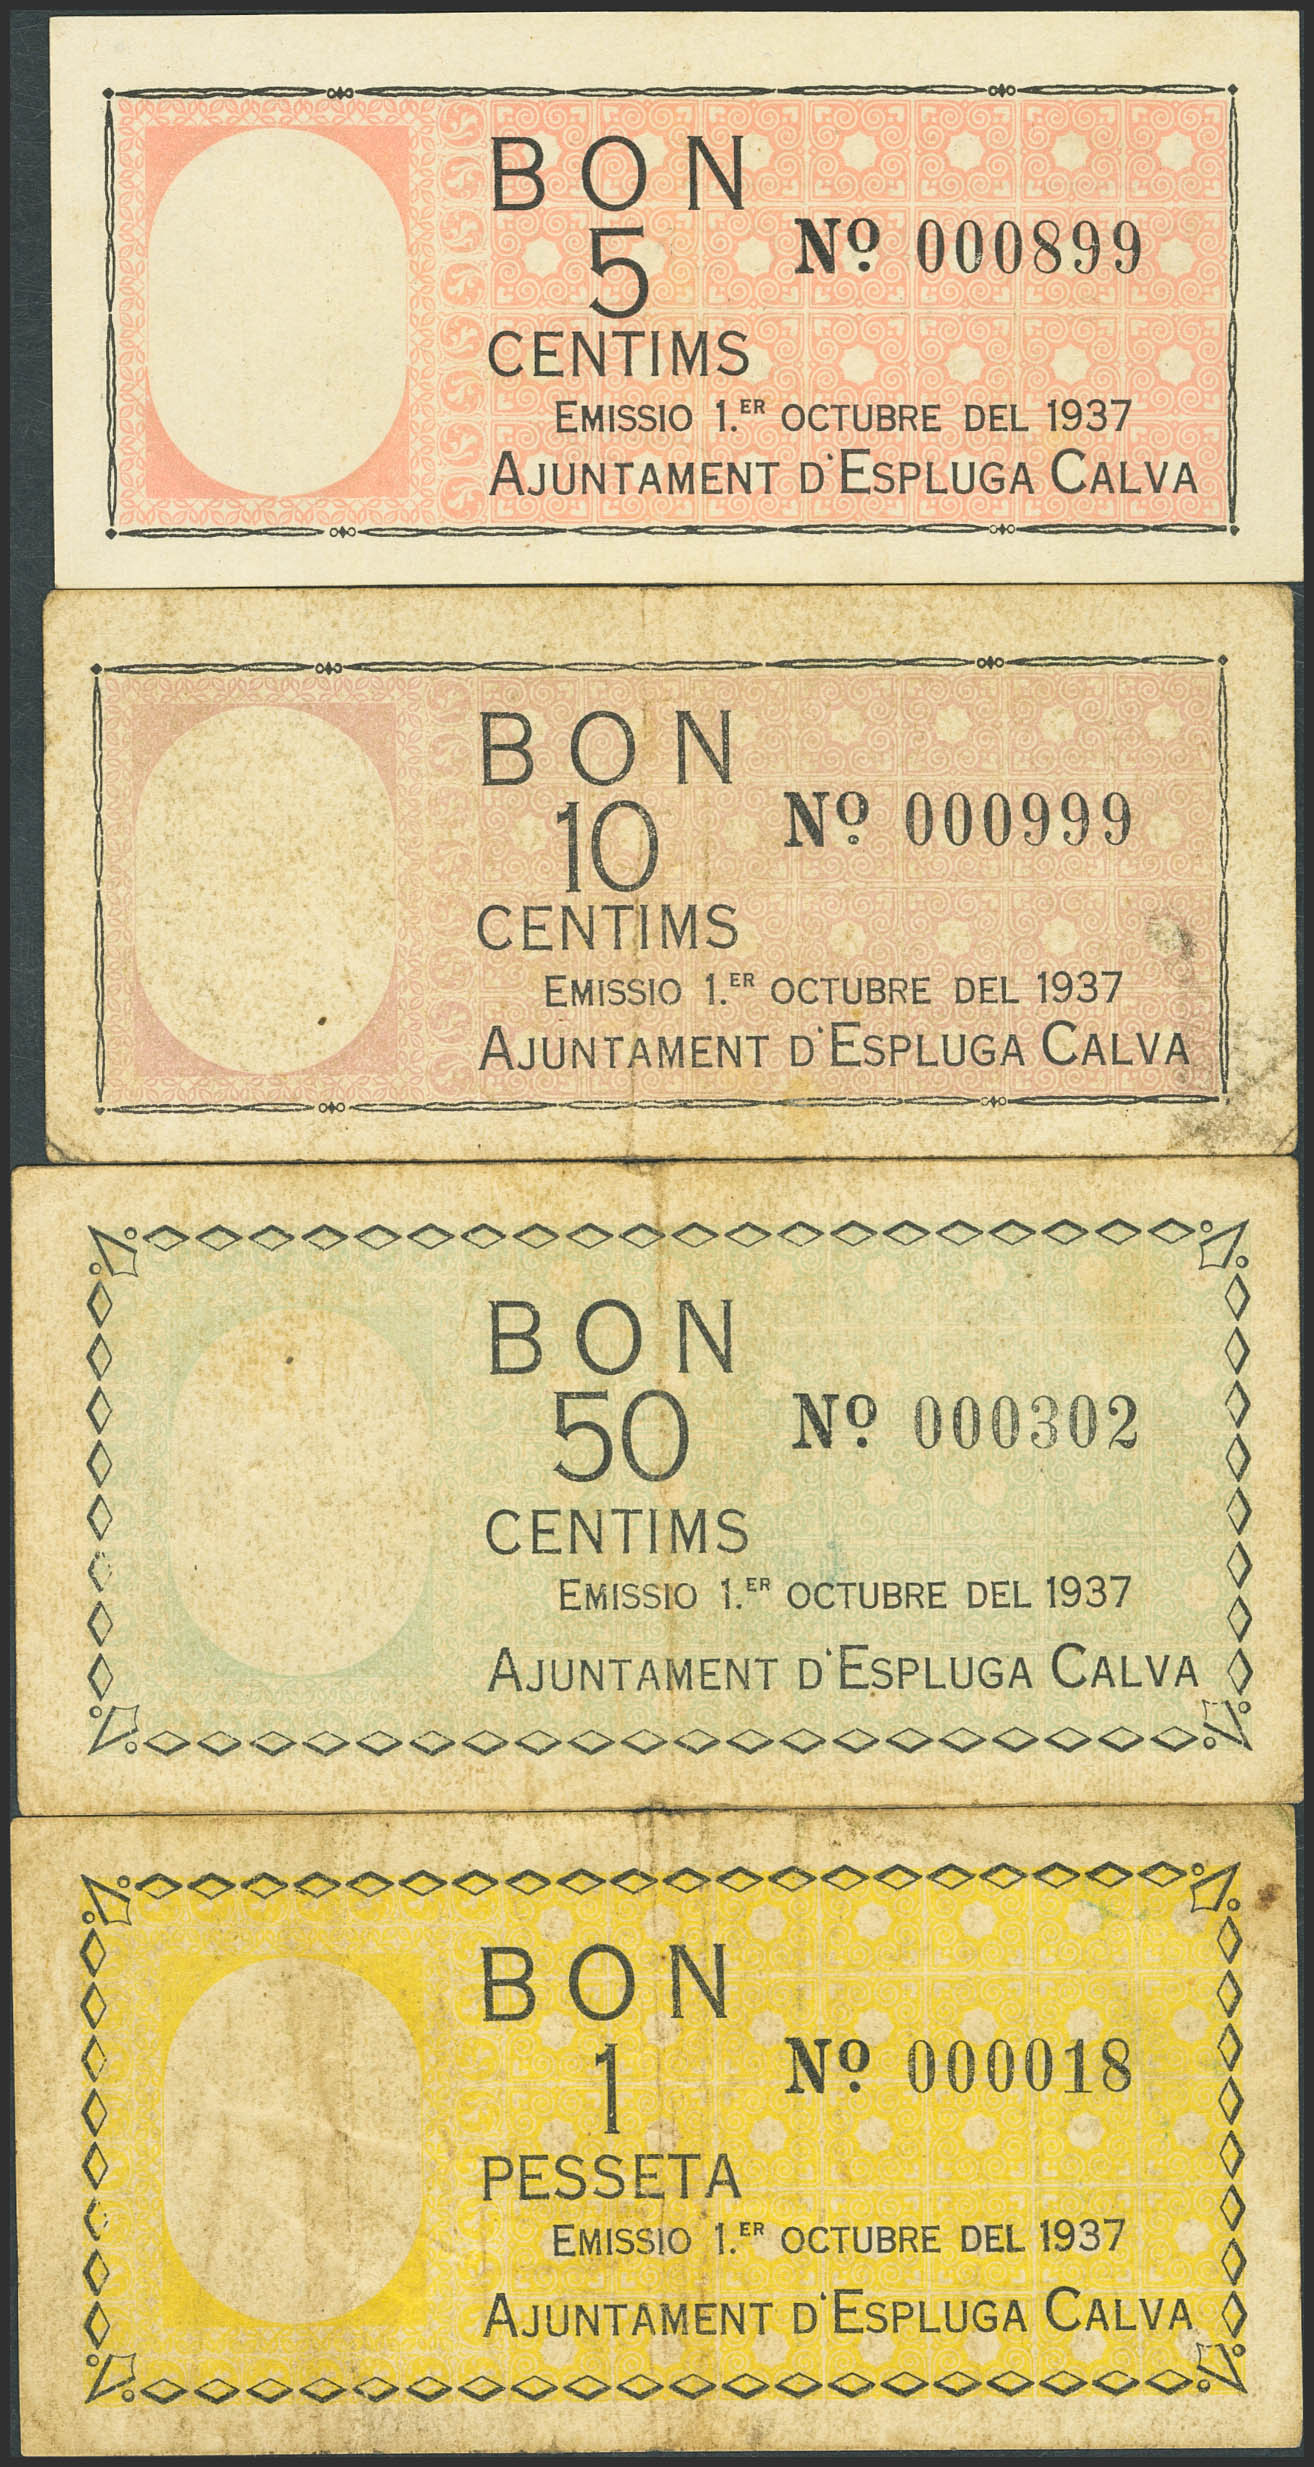 BON
5
Nº 000899
CENTIMS
EMISSIO 1.ER OCTUBRE DEL 1937
AJUNTAMENT D'ESPLUGA CALVA
BON
10
Nº 000999
CENTIMS
EMISSIO 1.ER OCTUBRE DEL 1937
AJUNTAMENT D'ESPLUGA CALVA
BON
50
Nº 000302
CENTIMS
EMISSIO 1.ER OCTUBRE DEL 1937
AJUNTAMENT D'ESPLUGA CALVA
BON
1
Nº 000018
PESSETA
EMISSIO 1.ER OCTUBRE DEL 1937
AJUNTAMENT D'ESPLUGA CALVA